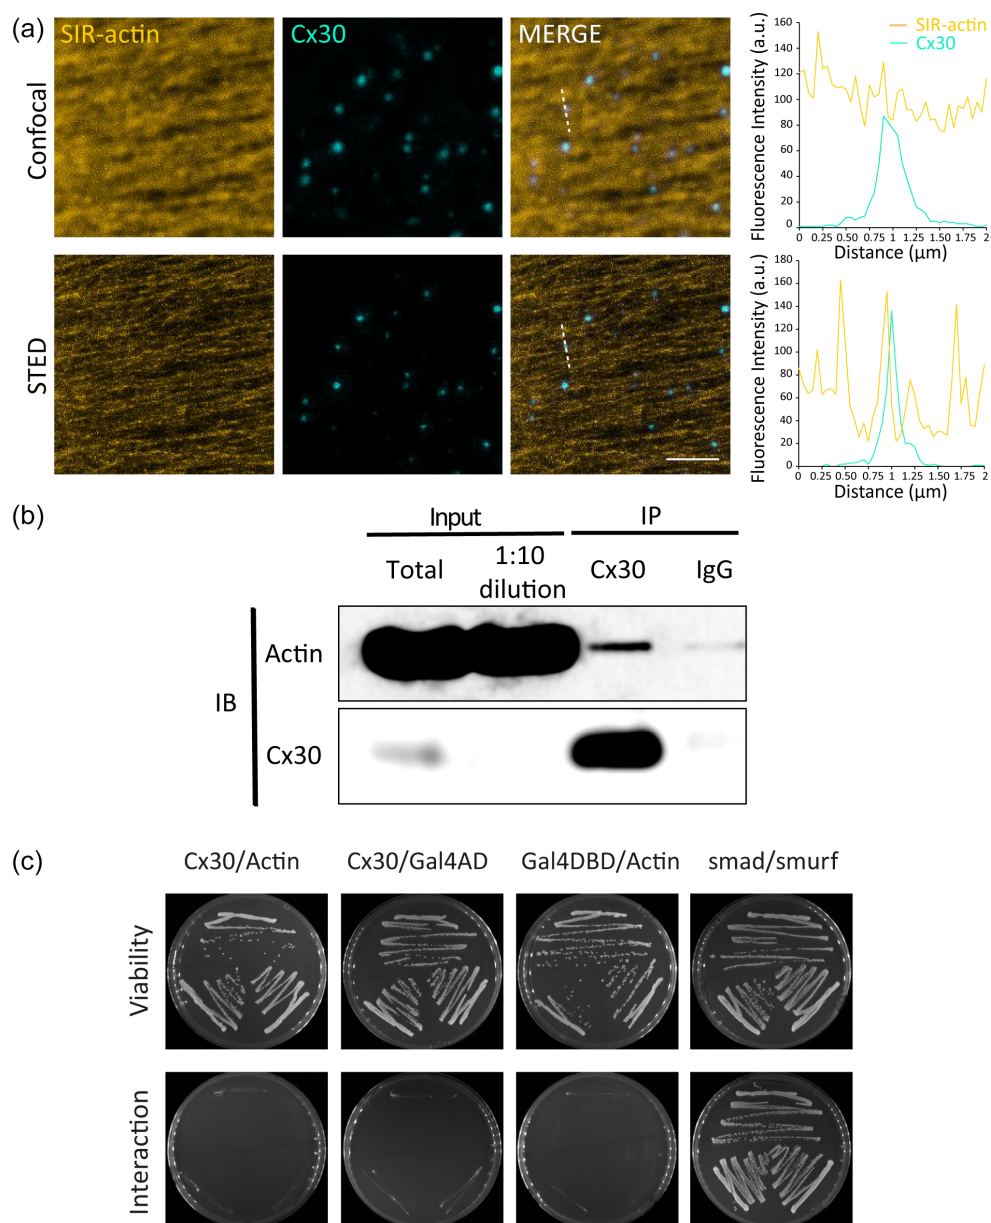 (a)
SIR-actin
Cx30
MERGE
Confocal
STED
Fluorescence Intensity (a.u.)
160
140
120
100
80
60
40
20
0
SIR-actin
Cx30
0 0.25 0.50 0.75 1 1.25 1.50 1.75 2
Distance (µm)
Fluorescence Intensity (a.u.)
180
160
140
120
100
80
60
40
20
0
0 0.25 0.50 0.75 1 1.25 1.50 1.75 2
Distance (µm)
(b)
Input
IP
Total
1:10
dilution
Cx30
IgG
IB
Actin
Cx30
(c)
Cx30/Actin
Cx30/Gal4AD
Gal4DBD/Actin
smad/smurf
Viability
Interaction